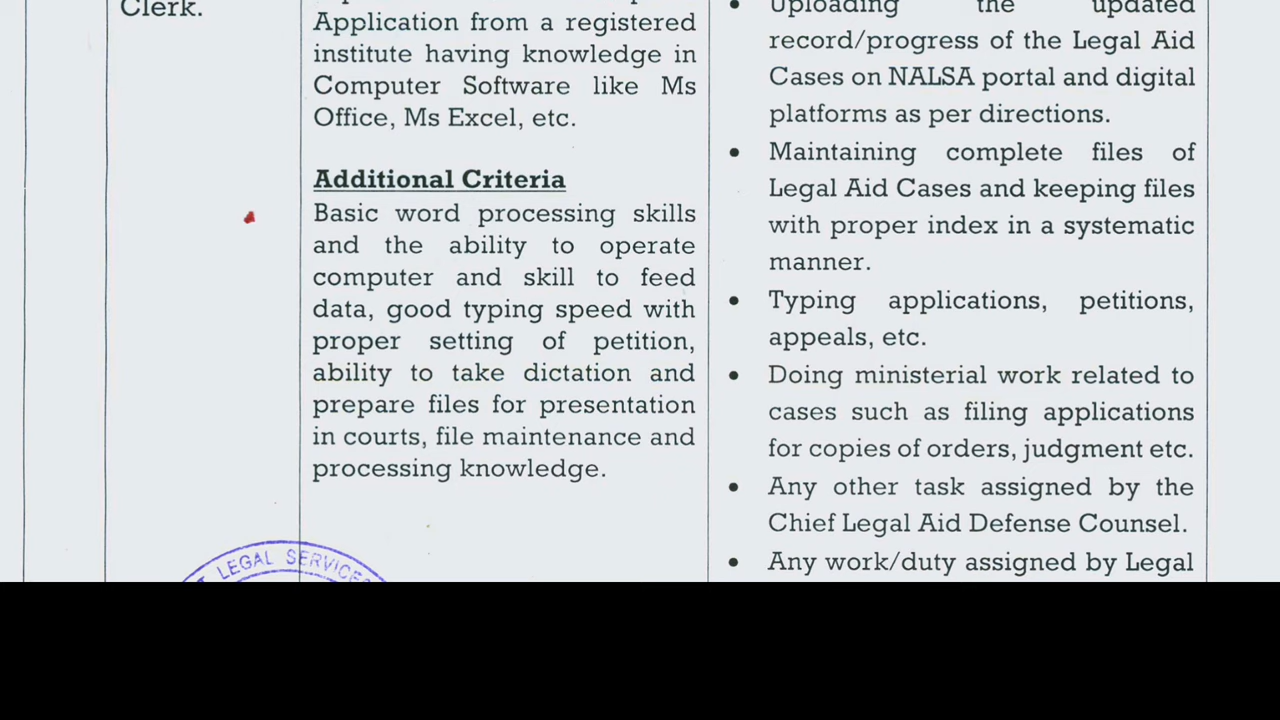 Clerk.
Application from a registered
institute having knowledge in
Computer Software like Ms
Office, Ms Excel, etc.
Additional Criteria
Basic word processing skills
and the ability to operate
computer and skill to feed
data, good typing speed with
proper setting of petition,
ability to take dictation and
prepare files for presentation
in courts, file maintenance and
processing knowledge.
• Uploading the updated
record/progress of the Legal Aid
Cases on NALSA portal and digital
platforms as per directions.
• Maintaining complete files of
Legal Aid Cases and keeping files
with proper index in a systematic
manner.
• Typing applications, petitions,
appeals, etc.
• Doing ministerial work related to
cases such as filing applications
for copies of orders, judgment etc.
• Any other task assigned by the
Chief Legal Aid Defense Counsel.
• Any work/duty assigned by Legal
LEGAL SERVICES